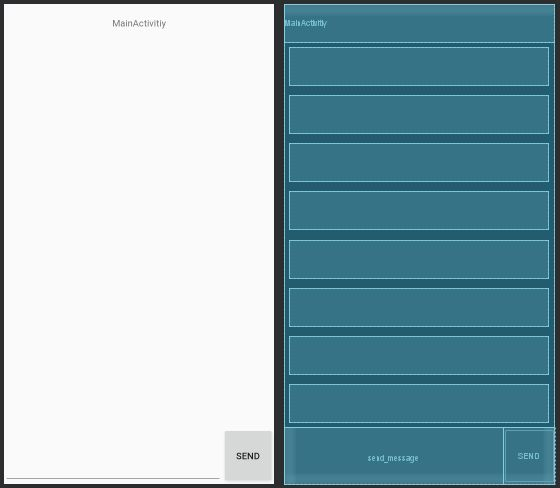 MainActivitiy
SEND
MainActivitiy
send_message
SEND